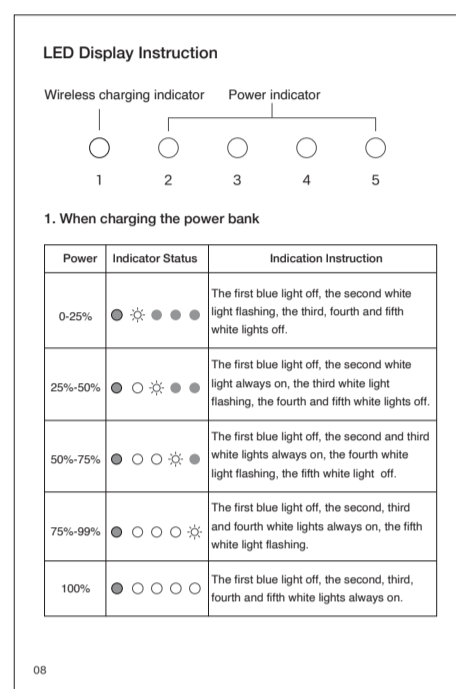 LED Display Instruction
Wireless charging indicator Power indicator
1 2 3 4 5
1. When charging the power bank
Power Indicator Status Indication Instruction
0-25%
The first blue light off, the second white
light flashing, the third, fourth and fifth
white lights off.
25%-50%
The first blue light off, the second white
light always on, the third white light
flashing, the fourth and fifth white lights off.
50%-75%
The first blue light off, the second and third
white lights always on, the fourth white
light flashing, the fifth white light off.
75%-99%
The first blue light off, the second, third
and fourth white lights always on, the fifth
white light flashing.
100%
The first blue light off, the second, third,
fourth and fifth white lights always on.
08